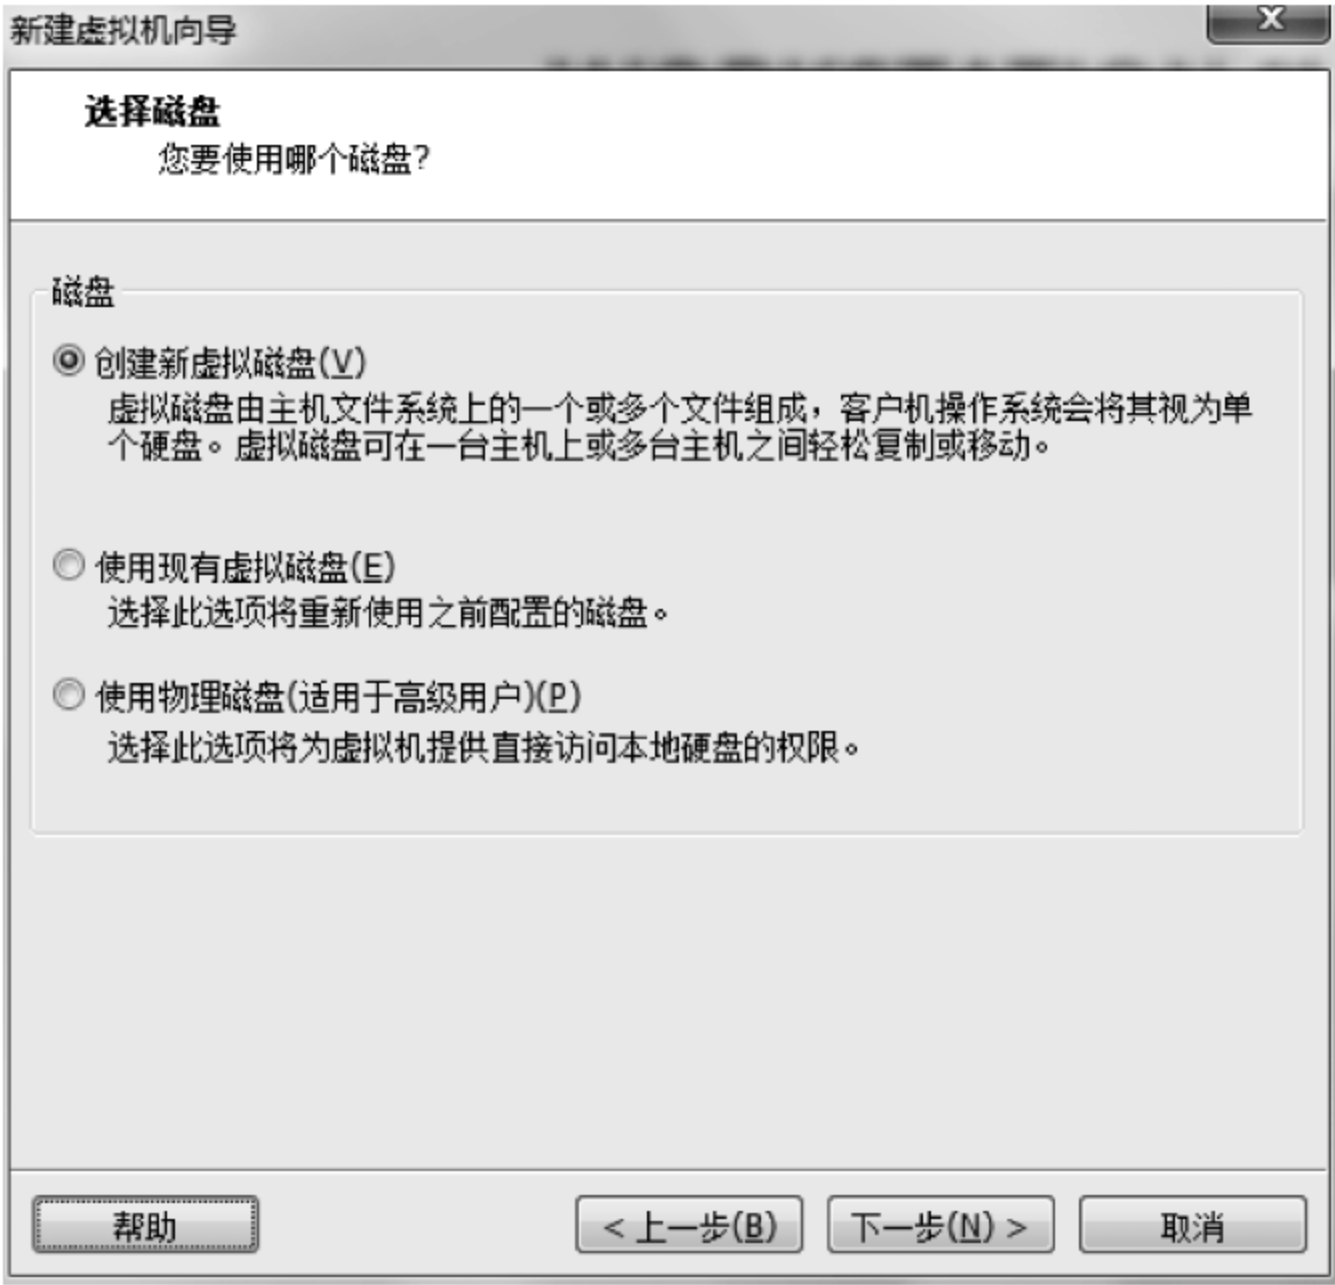 新建虚拟机向导
X
选择磁盘
您要使用哪个磁盘?
磁盘
创建新虚拟磁盘(V)
虚拟磁盘由主机文件系统上的一个或多个文件组成，客户机操作系统会将其视为单
个硬盘。虚拟磁盘可在一台主机上或多台主机之间轻松复制或移动。
使用现有虚拟磁盘(E)
选择此选项将重新使用之前配置的磁盘。
使用物理磁盘(适用于高级用户)(P)
选择此选项将为虚拟机提供直接访问本地硬盘的权限。
帮助
< 上一步(B)
下一步(N) >
取消